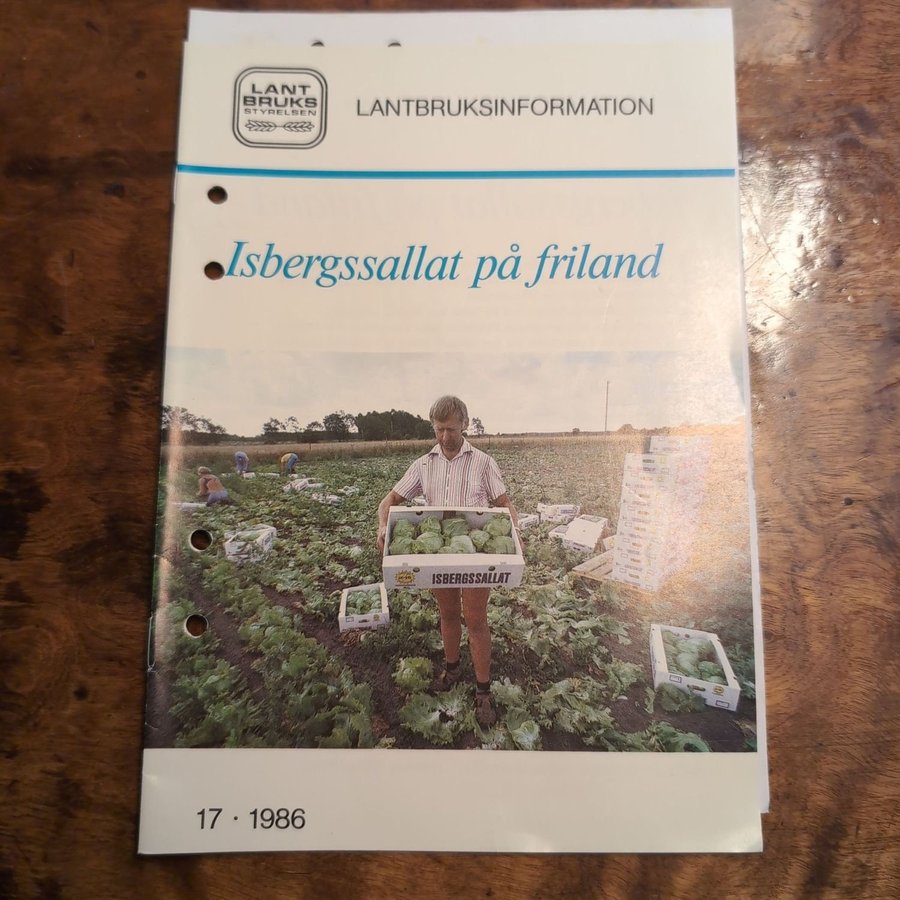 LANT
BRUKS
STYRELSEN
LANTBRUKSINFORMATION
Isbergssallat på friland
ISBERGSSALLAT
17 · 1986